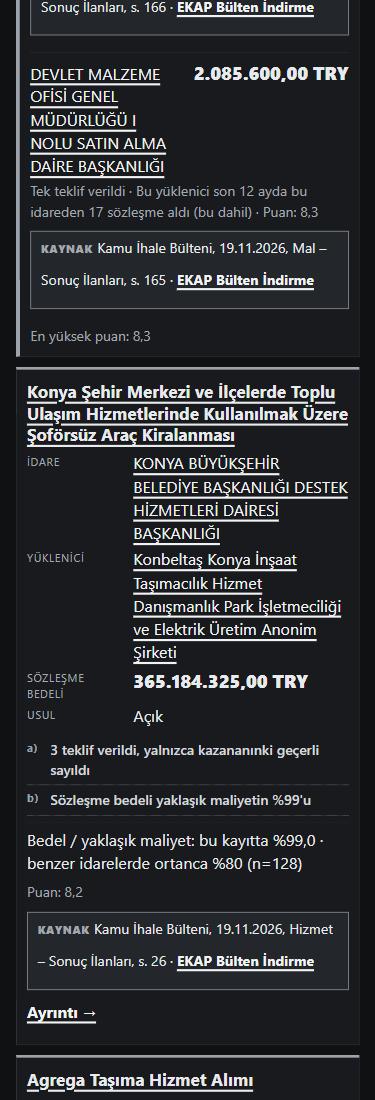 Sonuç İlanları, s. 166 · EKAP Bülten İndirme
DEVLET MALZEME
OFİSİ GENEL
MÜDÜRLÜĞÜ I
NOLU SATIN ALMA
DAİRE BAŞKANLIĞI
2.085.600,00 TRY
Tek teklif verildi · Bu yüklenici son 12 ayda bu
idareden 17 sözleşme aldı (bu dahil) · Puan: 8,3
KAYNAK Kamu İhale Bülteni, 19.11.2026, Mal –
Sonuç İlanları, s. 165 · EKAP Bülten İndirme
En yüksek puan: 8,3
Konya Şehir Merkezi ve İlçelerde Toplu
Ulaşım Hizmetlerinde Kullanılmak Üzere
Şoförsüz Araç Kiralanması
İDARE
KONYA BÜYÜKŞEHİR
BELEDİYE BAŞKANLIĞI DESTEK
HİZMETLERİ DAİRESİ
BAŞKANLIĞI
YÜKLENİCİ
Konbeltaş Konya İnşaat
Taşımacılık Hizmet
Danışmanlık Park İşletmeciliği
ve Elektrik Üretim Anonim
Şirketi
SÖZLEŞME
BEDELİ
365.184.325,00 TRY
USUL
Açık
a) 3 teklif verildi, yalnızca kazananınki geçerli
sayıldı
b) Sözleşme bedeli yaklaşık maliyetin %99'u
Bedel / yaklaşık maliyet: bu kayıtta %99,0 ·
benzer idarelerde ortanca %80 (n=128)
Puan: 8,2
KAYNAK Kamu İhale Bülteni, 19.11.2026, Hizmet
– Sonuç İlanları, s. 26 · EKAP Bülten İndirme
Ayrıntı →
Agrega Taşıma Hizmet Alımı